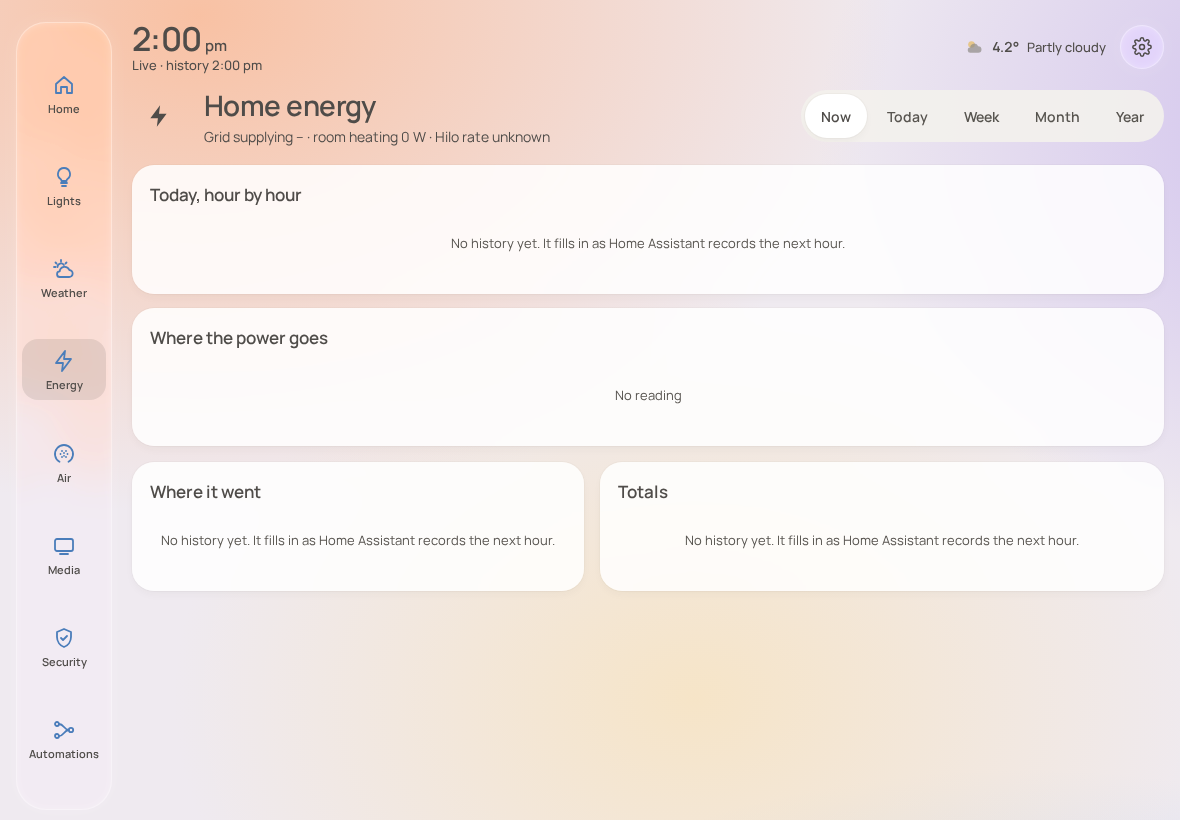 2:00 pm
Live · history 2:00 pm
4.2° Partly cloudy
Home energy
Grid supplying – · room heating 0 W · Hilo rate unknown
Now
Today
Week
Month
Year
Home
Lights
Weather
Energy
Air
Media
Security
Automations
Today, hour by hour
No history yet. It fills in as Home Assistant records the next hour.
Where the power goes
No reading
Where it went
No history yet. It fills in as Home Assistant records the next hour.
Totals
No history yet. It fills in as Home Assistant records the next hour.